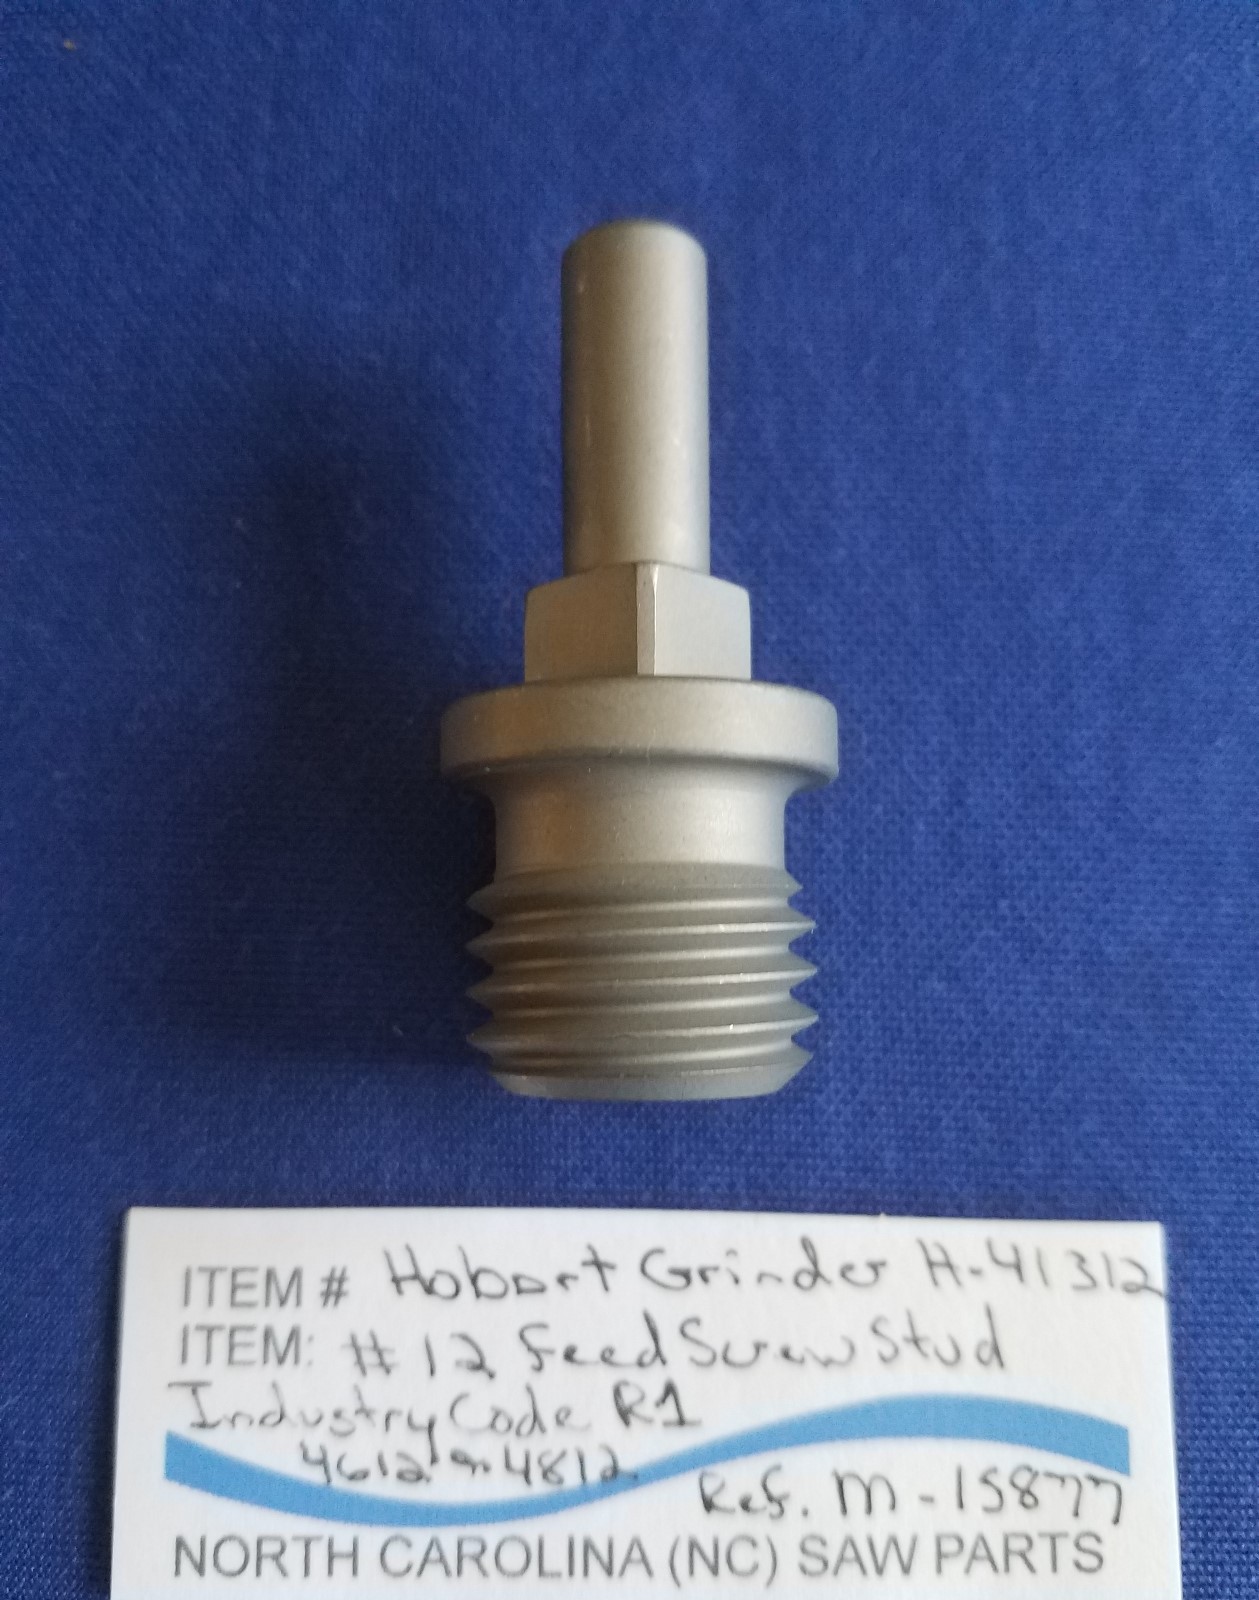 ITEM # Hobart Grinder H-41312
ITEM: #12 Feed Screw Stud
Industry Code R1
4612 or 4812
Ref. M-15877
NORTH CAROLINA (NC) SAW PARTS